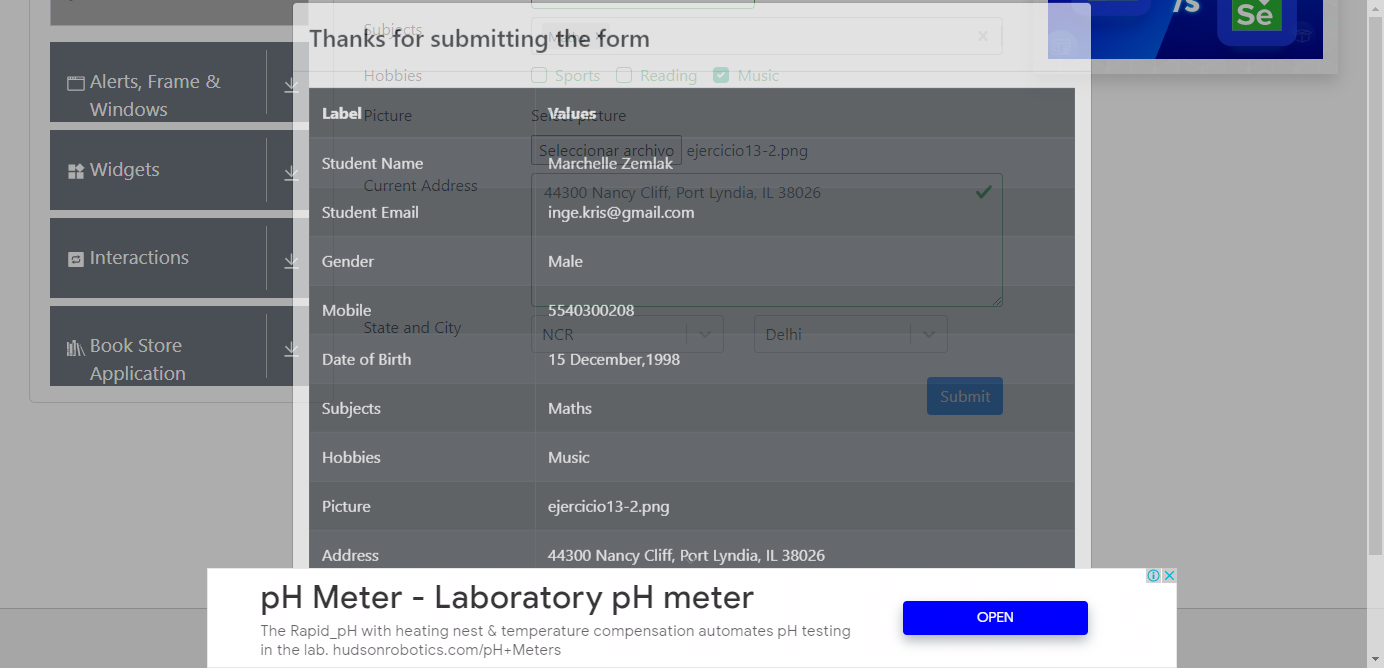 /s
Se
Subjects
Maths
x
Thanks for submitting the form
Hobbies
Sports
Reading
Music
Picture
Select picture
Seleccionar archivo
ejercicio13-2.png
Current Address
44300 Nancy Cliff, Port Lyndia, IL 38026
State and City
NCR
Delhi
Submit
Alerts, Frame &
Windows
Widgets
Interactions
Book Store
Application
Label Values
Student Name Marchelle Zemlak
Student Email inge.kris@gmail.com
Gender Male
Mobile 5540300208
Date of Birth 15 December,1998
Subjects Maths
Hobbies Music
Picture ejercicio13-2.png
Address 44300 Nancy Cliff, Port Lyndia, IL 38026
pH Meter - Laboratory pH meter
The Rapid_pH with heating nest & temperature compensation automates pH testing
in the lab. hudsonrobotics.com/pH+Meters
OPEN